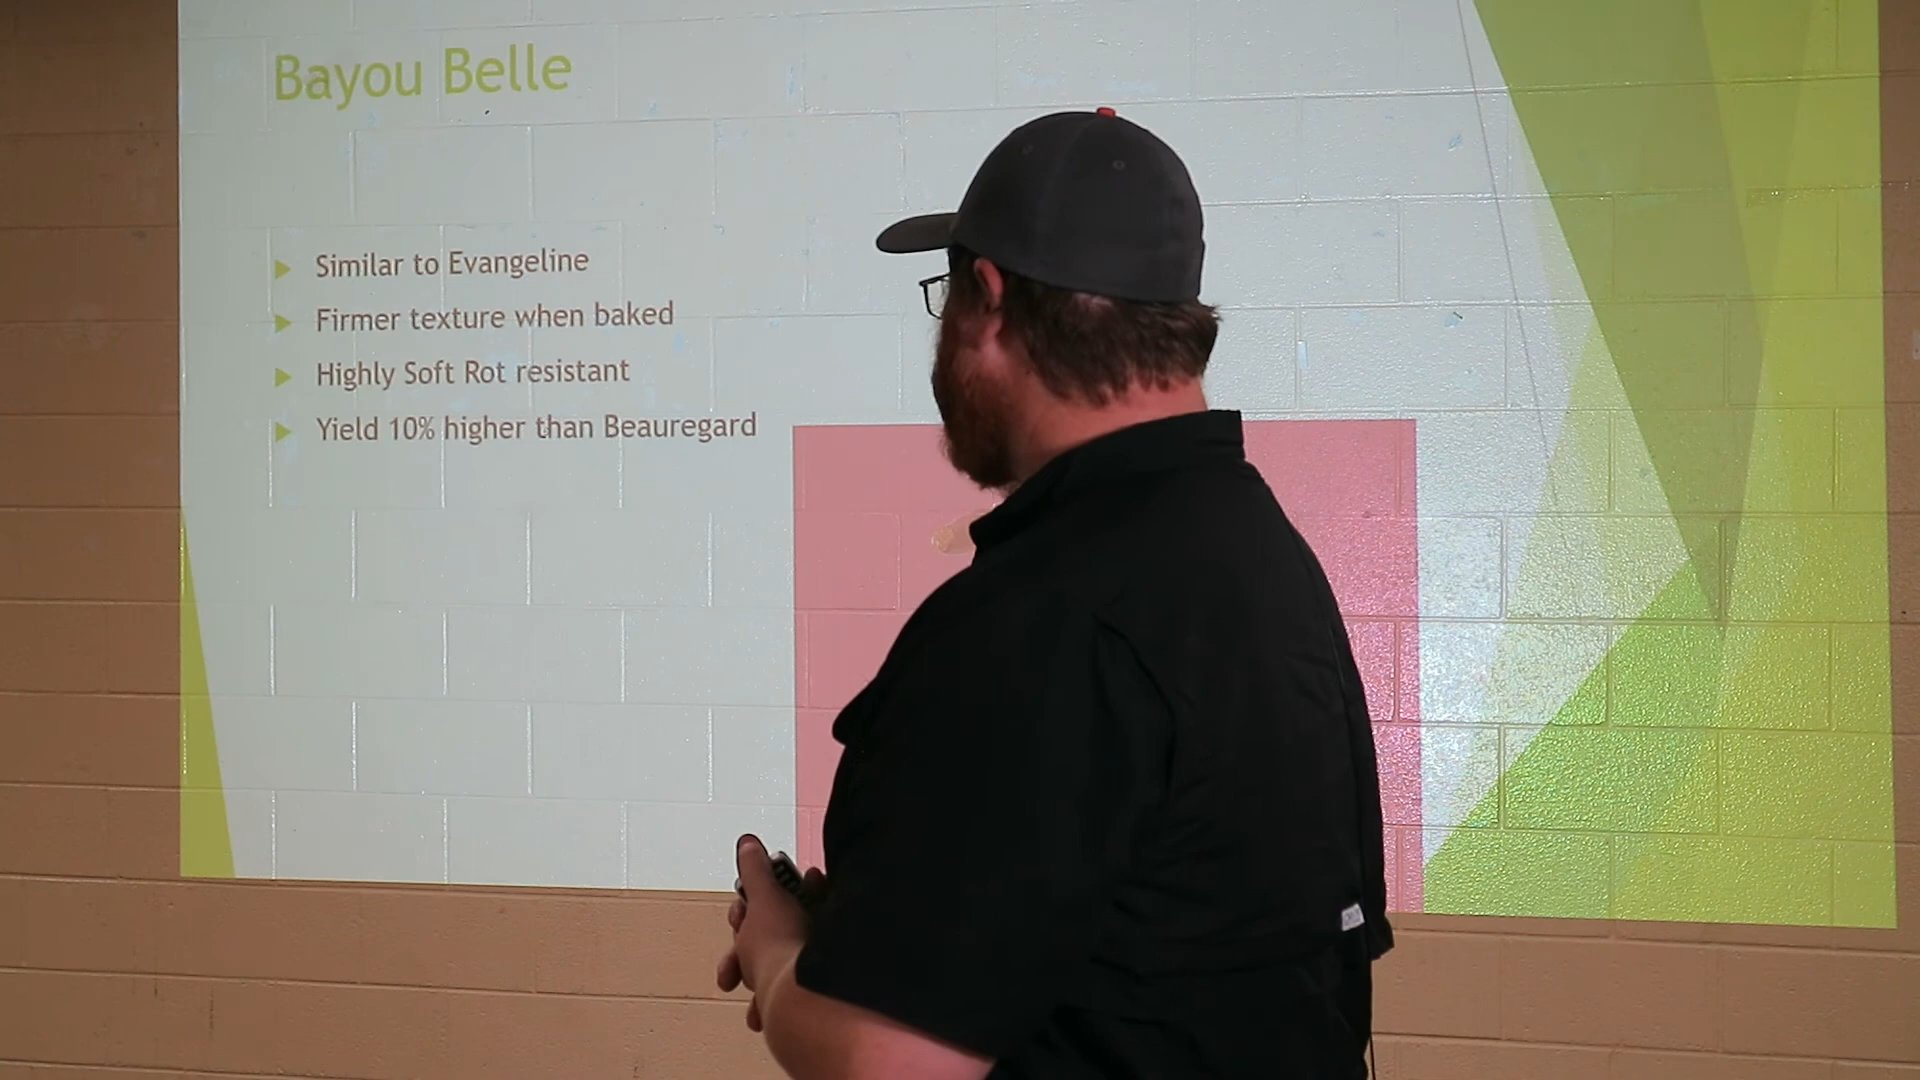 Bayou Belle
Similar to Evangeline
Firmer texture when baked
Highly Soft Rot resistant
Yield 10% higher than Beauregard